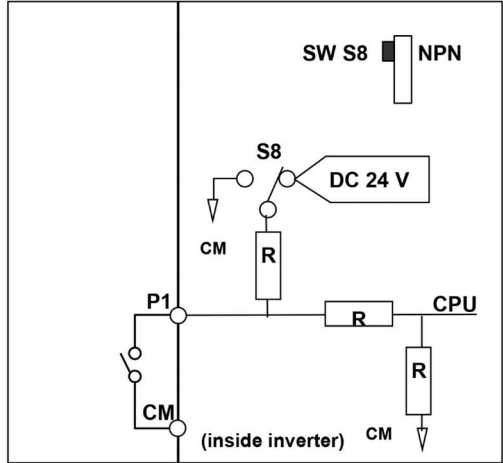 SW S8 NPN
S8
DC 24 V
CM
R
P1
R
CPU
R
CM
(inside inverter)
CM